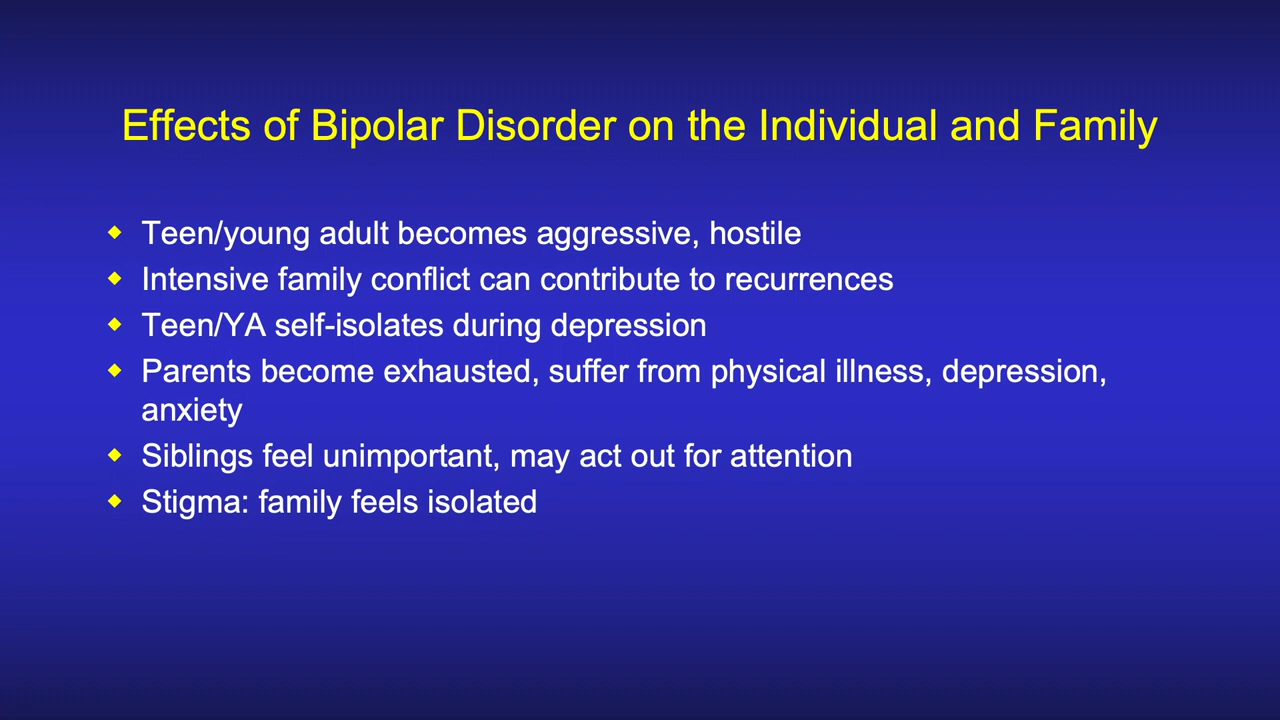 Effects of Bipolar Disorder on the Individual and Family
◆ Teen/young adult becomes aggressive, hostile
◆ Intensive family conflict can contribute to recurrences
◆ Teen/YA self-isolates during depression
◆ Parents become exhausted, suffer from physical illness, depression,
anxiety
◆ Siblings feel unimportant, may act out for attention
◆ Stigma: family feels isolated